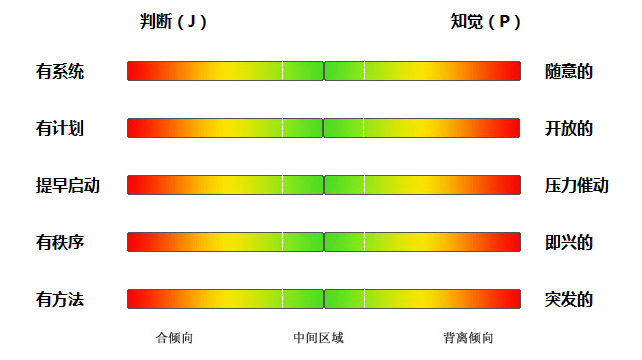 判断（J） 知觉（P）
有系统 随意的
有计划 开放的
提早启动 压力催动
有秩序 即兴的
有方法 突发的
合倾向 中间区域 背离倾向